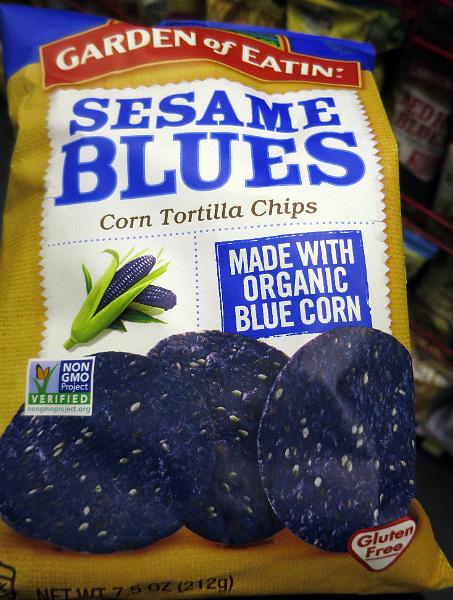 GARDEN of EATIN'
SESAME
BLUES
Corn Tortilla Chips
MADE WITH
ORGANIC
BLUE CORN
NON
GMO
Project
VERIFIED
nongmoproject.org
Gluten
Free
NET WT 7.5 OZ (212g)